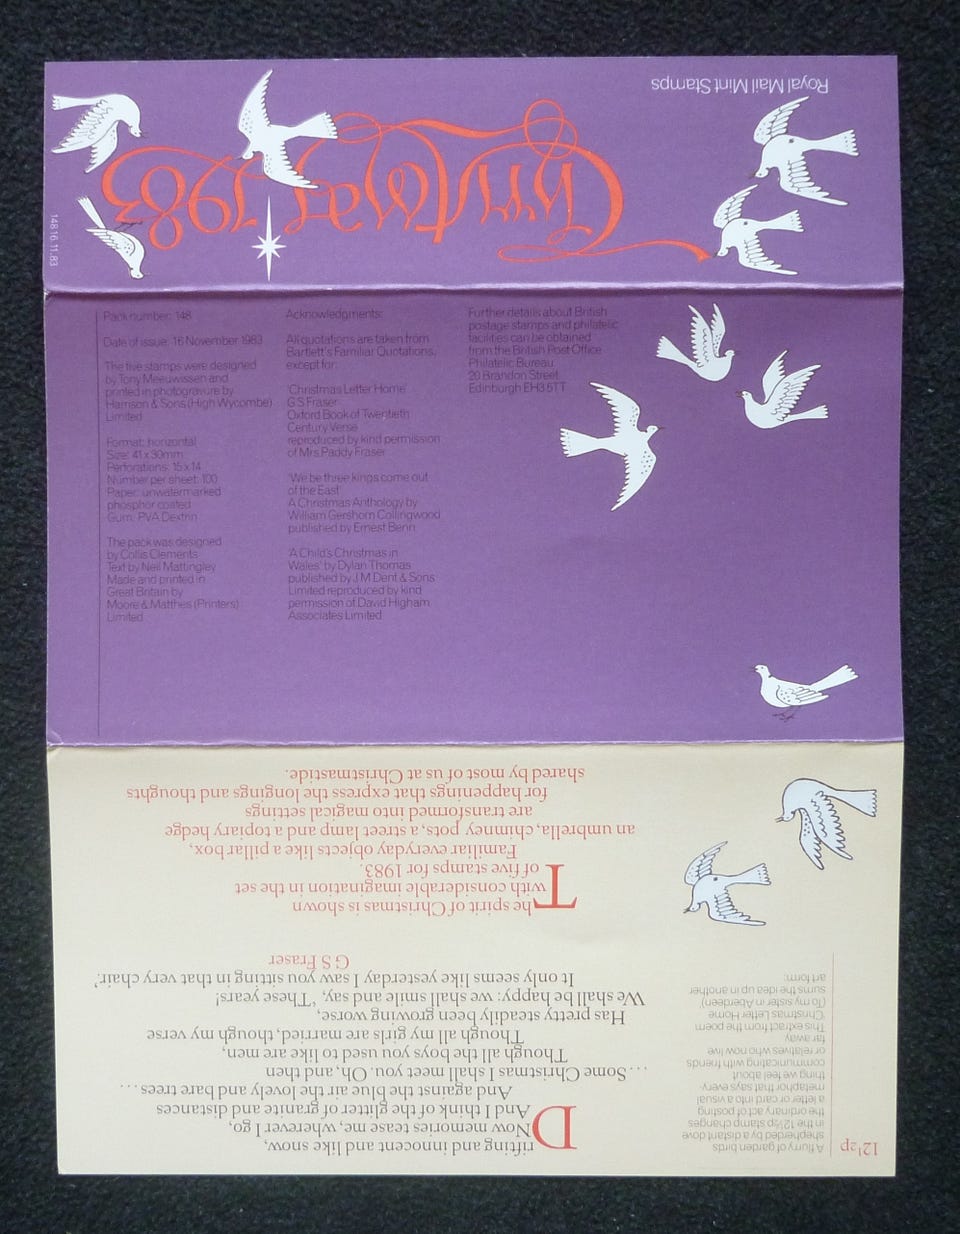 Royal Mail Mint Stamps
Christmas 1983
148 16.11.83
Pack number: 148
Date of issue: 16 November 1983
The five stamps were designed
by Tony Meeuwissen and
printed in photogravure by
Harrison & Sons (High Wycombe)
Limited
Format: horizontal
Size: 41 x 30mm
Perforations: 15 x 14
Number per sheet: 100
Paper: unwatermarked
phosphor coated
Gum: PVA Dextrin
The pack was designed
by Collis Clements
Text by Neil Mattingley
Made and printed in
Great Britain by
Moore & Matthes (Printers)
Limited
Acknowledgments:
All quotations are taken from
Bartlett's Familiar Quotations,
except for:
'Christmas Letter Home'
G S Fraser
Oxford Book of Twentieth
Century Verse
reproduced by kind permission
of Mrs Paddy Fraser
'We be three kings come out
of the East'
A Christmas Anthology by
William Gershom Collingwood
published by Ernest Benn
'A Child's Christmas in
Wales' by Dylan Thomas
published by J M Dent & Sons
Limited reproduced by kind
permission of David Higham
Associates Limited
Further details about British
postage stamps and philatelic
facilities can be obtained
from the British Post Office
Philatelic Bureau
20 Brandon Street
Edinburgh EH3 5TT
12½p
A flurry of garden birds
shepherded by a distant dove
in the 12½p stamp changes
the ordinary act of posting
a letter or card into a visual
metaphor that says every-
thing we feel about
communicating with friends
or relatives who now live
far away
This extract from the poem
'Christmas Letter Home
(To my sister in Aberdeen)
sums the idea up in another
art form:
Drifting and innocent and like snow,
Now memories tease me, wherever I go,
And I think of the glitter of granite and distances
And against the blue air the lovely and bare trees . . .
. . . Some Christmas I shall meet you. Oh, and then
Though all the boys you used to like are men,
Though all my girls are married, though my verse
Has pretty steadily been growing worse,
We shall be happy: we shall smile and say, 'These years!
It only seems like yesterday I saw you sitting in that very chair.'
G S Fraser
The spirit of Christmas is shown
with considerable imagination in the set
of five stamps for 1983.
Familiar everyday objects like a pillar box,
an umbrella, chimney pots, a street lamp and a topiary hedge
are transformed into magical settings
for happenings that express the longings and thoughts
shared by most of us at Christmastide.